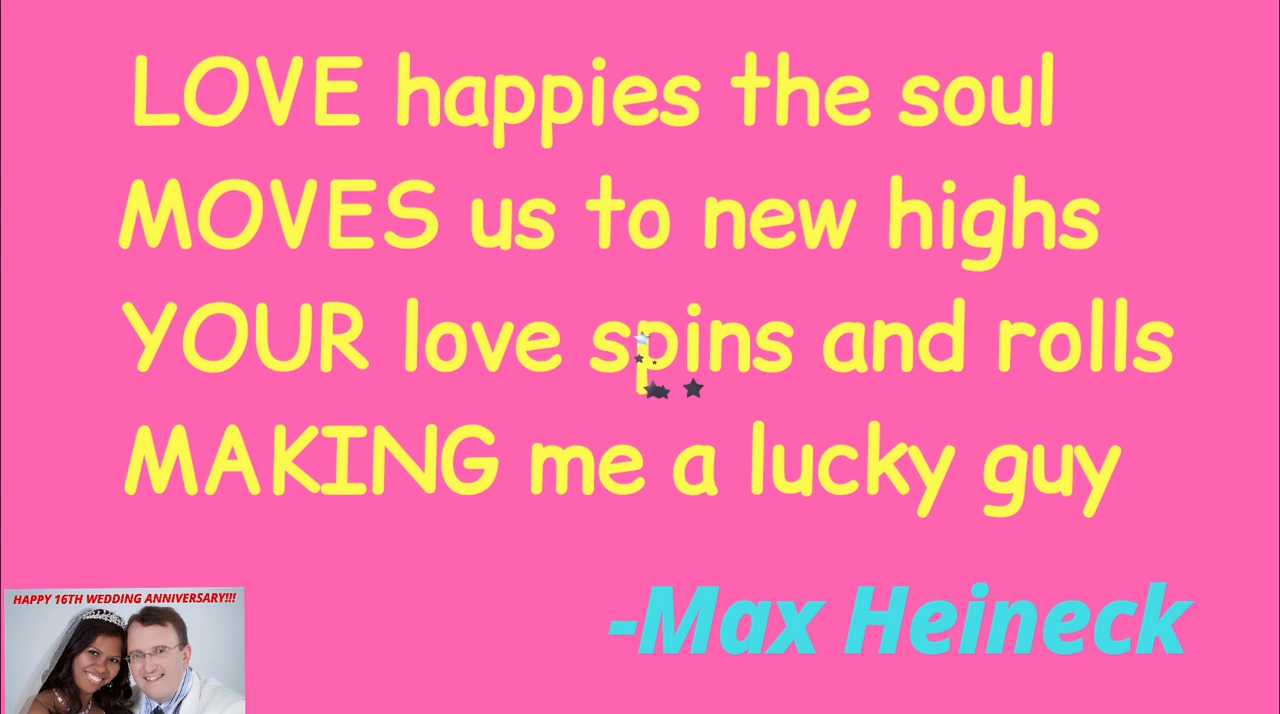 LOVE happies the soul
MOVES us to new highs
YOUR love spins and rolls
MAKING me a lucky guy
-Max Heineck
HAPPY 16TH WEDDING ANNIVERSARY!!!